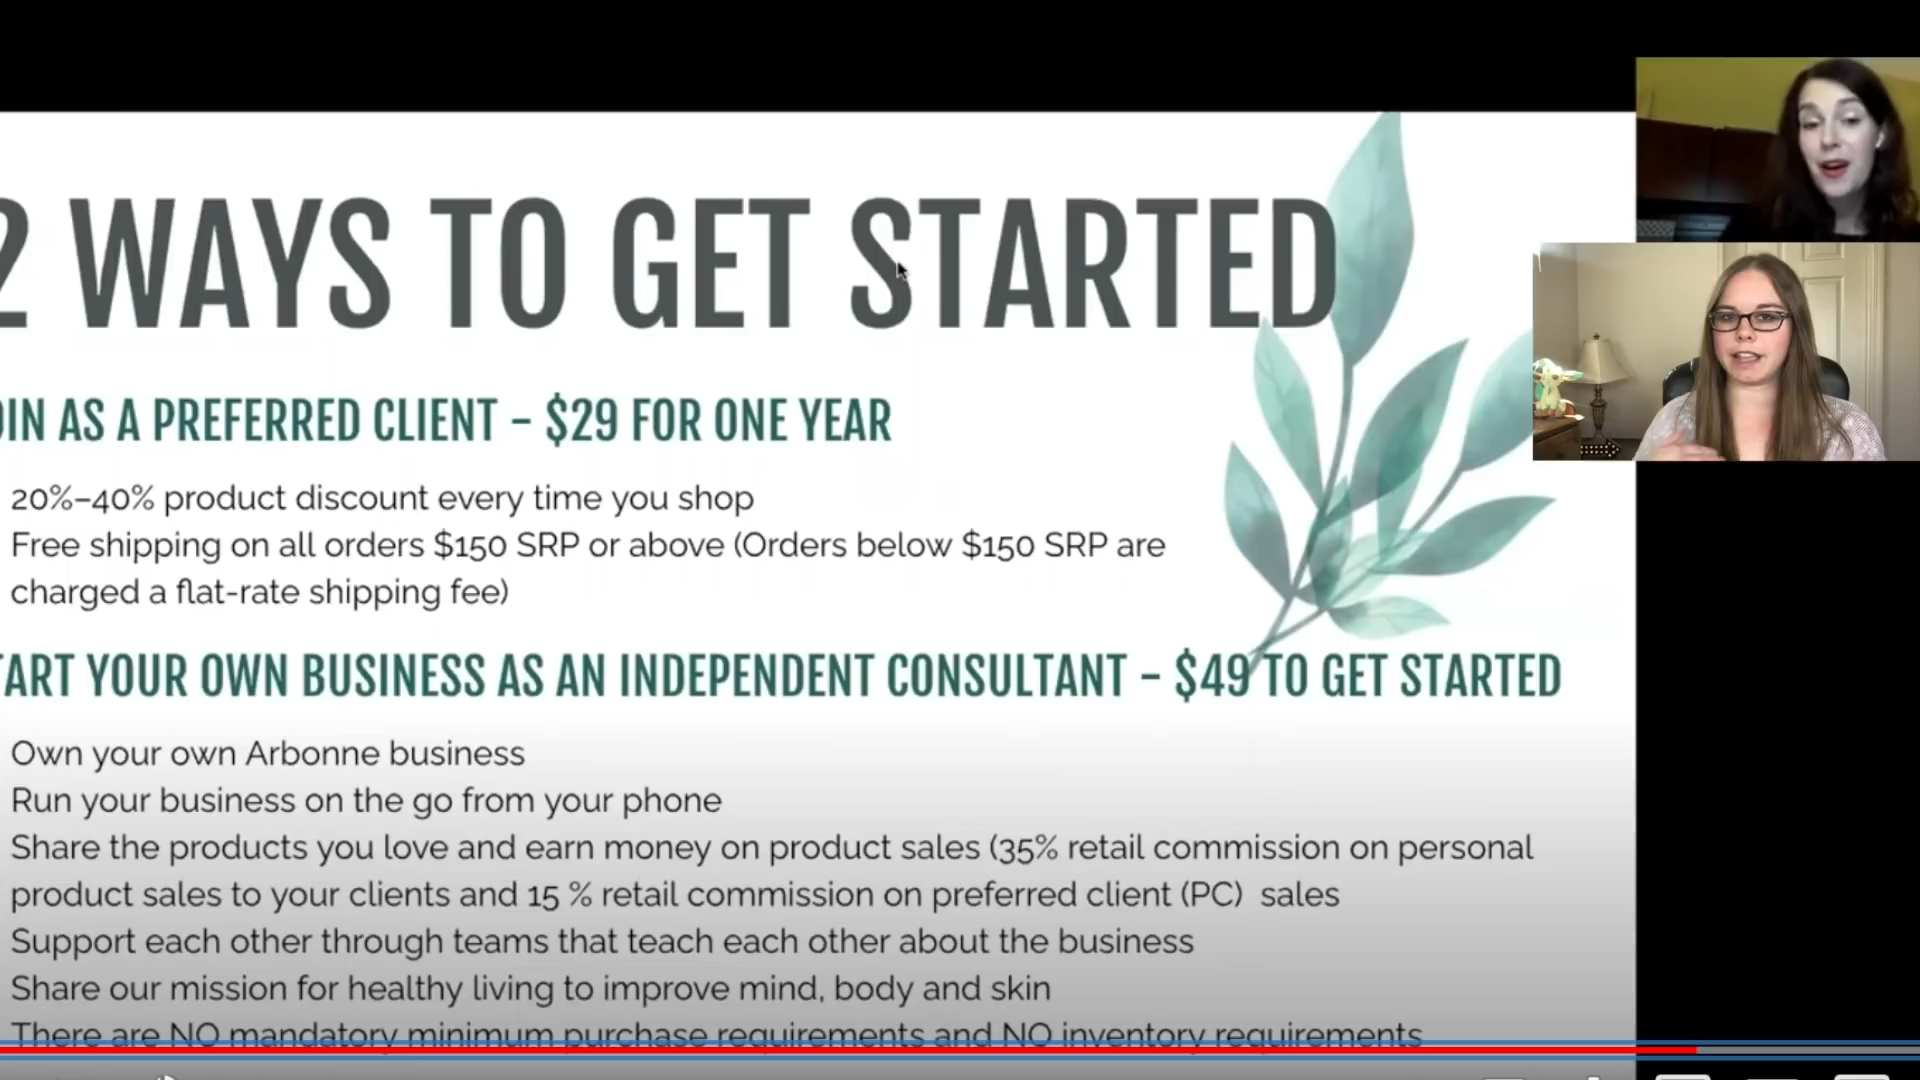 2 WAYS TO GET STARTED
OIN AS A PREFERRED CLIENT – $29 FOR ONE YEAR
20%–40% product discount every time you shop
Free shipping on all orders $150 SRP or above (Orders below $150 SRP are
charged a flat-rate shipping fee)
TART YOUR OWN BUSINESS AS AN INDEPENDENT CONSULTANT – $49 TO GET STARTED
Own your own Arbonne business
Run your business on the go from your phone
Share the products you love and earn money on product sales (35% retail commission on personal
product sales to your clients and 15 % retail commission on preferred client (PC) sales
Support each other through teams that teach each other about the business
Share our mission for healthy living to improve mind, body and skin
There are NO mandatory minimum purchase requirements and NO inventory requirements